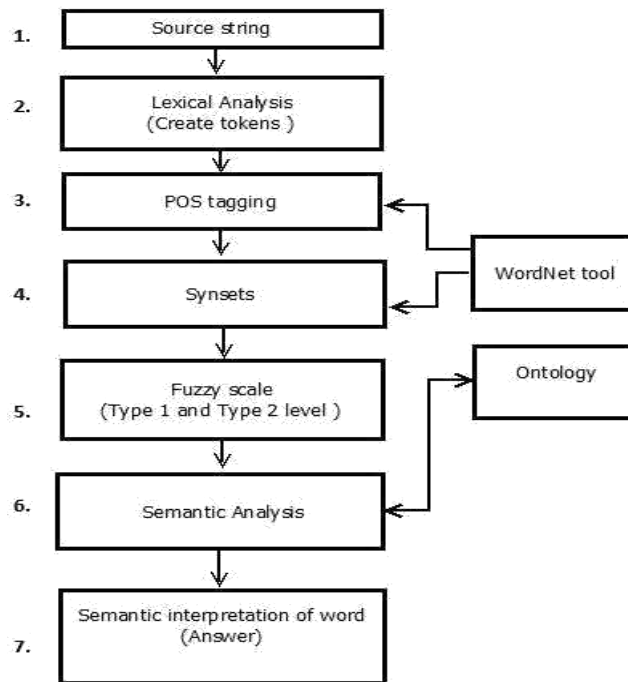 1. Source string
2. Lexical Analysis
(Create tokens )
3. POS tagging
WordNet tool
4. Synsets
Ontology
Fuzzy scale
5. (Type 1 and Type 2 level )
6. Semantic Analysis
Semantic interpretation of word
(Answer)
7.